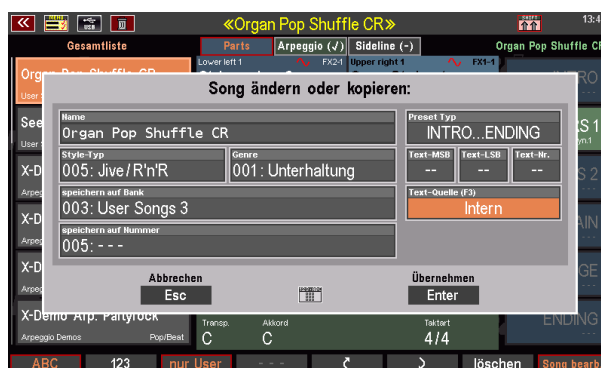 «Organ Pop Shuffle CR»
SHIFT
13:4
Gesamtliste
Parts
Arpeggio (√)
Sideline (-)
Organ Pop Shuffle CR
Lower left 1
FX2-1
Upper right 1
FX1-1
Song ändern oder kopieren:
Name
Organ Pop Shuffle CR
Preset Typ
INTRO...ENDING
Style-Typ
005: Jive/R'n'R
Genre
001: Unterhaltung
Text-MSB
--
Text-LSB
--
Text-Nr.
--
speichern auf Bank
003: User Songs 3
Text-Quelle (F3)
Intern
speichern auf Nummer
005: - - -
Abbrechen
Esc
Übernehmen
Enter
X-Demo Arp. Partyrock
Arpeggio Demos
Pop/Beat
Transp.
C
Akkord
C
Taktart
4/4
ENDING
ABC
123
nur User
- - -
löschen
Song bearb